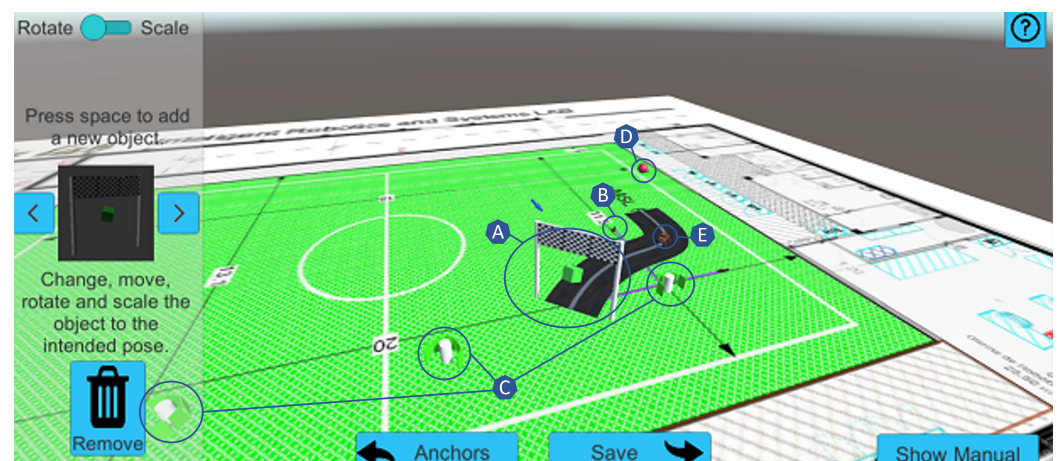 Rotate
Scale
?
Press space to add
a new object.
Intelligent Robotics and Systems LAB
D
B
A
E
Change, move,
rotate and scale the
object to the
intended pose.
20
C
Remove
Anchors
Save
Show Manual